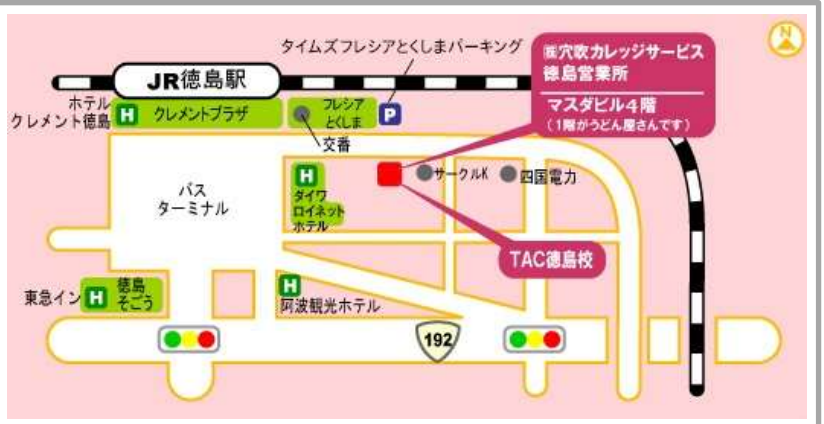 タイムズフレシアとくしまパーキング
N
㈱穴吹カレッジサービス
徳島営業所
マスダビル4階
(1階がうどん屋さんです)
JR徳島駅
ホテル
クレメント徳島
H
クレメントプラザ
フレシア
とくしま
P
交番
バス
ターミナル
H
ダイワ
ロイネット
ホテル
サークルK
四国電力
TAC徳島校
東急イン
H
徳島
そごう
H
阿波観光ホテル
192